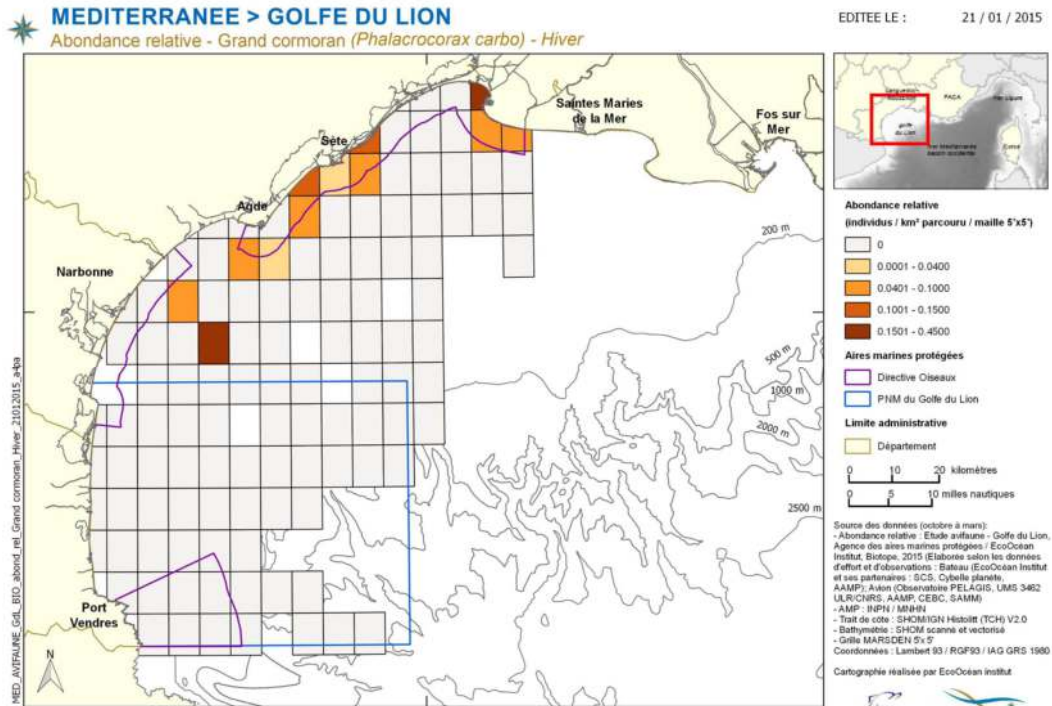 MEDITERRANEE > GOLFE DU LION
Abondance relative - Grand cormoran (Phalacrocorax carbo) - Hiver
EDITEE LE : 21 / 01 / 2015
Saintes Maries
de la Mer
Fos sur
Mer
Sète
Agde
Narbonne
Port
Vendres
200 m
500 m
1000 m
2000 m
2500 m
N
PACA
golfe
du Lion
Corse
Abondance relative
(individus / km² parcouru / maille 5'x5')
0
0.0001 - 0.0400
0.0401 - 0.1000
0.1001 - 0.1500
0.1501 - 0.4500
Aires marines protégées
Directive Oiseaux
PNM du Golfe du Lion
Limite administrative
Département
0 10 20 kilomètres
0 5 10 milles nautiques
Source des données (octobre à mars):
- Abondance relative : Etude avifaune - Golfe du Lion,
Agence des aires marines protégées / EcoOcéan
Institut, Biotope, 2015 (Elaborée selon les données
d'effort et d'observations : Bateau (EcoOcéan Institut
et ses partenaires : SCS, Cybelle planète,
AAMP); Avion (Observatoire PELAGIS, UMS 3462
ULR/CNRS, AAMP, CEBC, SAMM)
- AMP : INPN / MNHN
- Trait de côte : SHOM/IGN Histolitt (TCH) V2.0
- Bathymétrie : SHOM scanné et vectorisé
- Grille MARSDEN 5'x 5'
Coordonnées : Lambert 93 / RGF93 / IAG GRS 1980
Cartographie réalisée par EcoOcéan institut